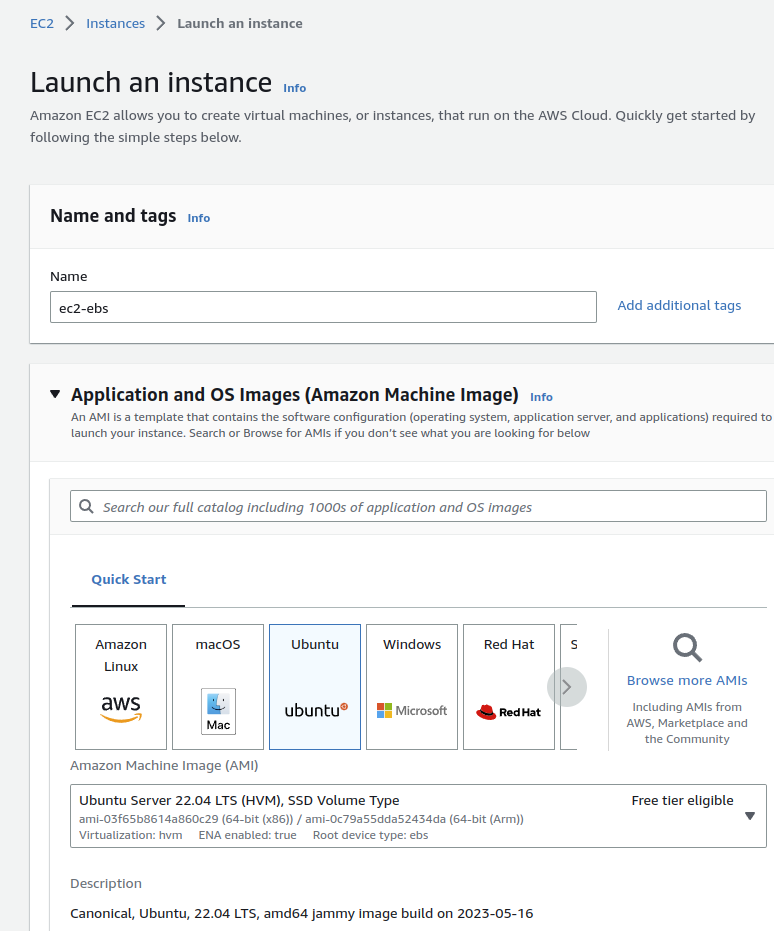 EC2 > Instances > Launch an instance
Launch an instance Info
Amazon EC2 allows you to create virtual machines, or instances, that run on the AWS Cloud. Quickly get started by
following the simple steps below.
Name and tags Info
Name
ec2-ebs
Add additional tags
Application and OS Images (Amazon Machine Image) Info
An AMI is a template that contains the software configuration (operating system, application server, and applications) required to
launch your instance. Search or Browse for AMIs if you don't see what you are looking for below
Search our full catalog including 1000s of application and OS images
Quick Start
Amazon
Linux
aws
macOS
Mac
Ubuntu
ubuntu
Windows
Microsoft
Red Hat
Red Hat
S
Browse more AMIs
Including AMIs from
AWS, Marketplace and
the Community
Amazon Machine Image (AMI)
Ubuntu Server 22.04 LTS (HVM), SSD Volume Type
Free tier eligible
ami-03f65b8614a860c29 (64-bit (x86)) / ami-0c79a55dda52434da (64-bit (Arm))
Virtualization: hvm ENA enabled: true Root device type: ebs
Description
Canonical, Ubuntu, 22.04 LTS, amd64 jammy image build on 2023-05-16